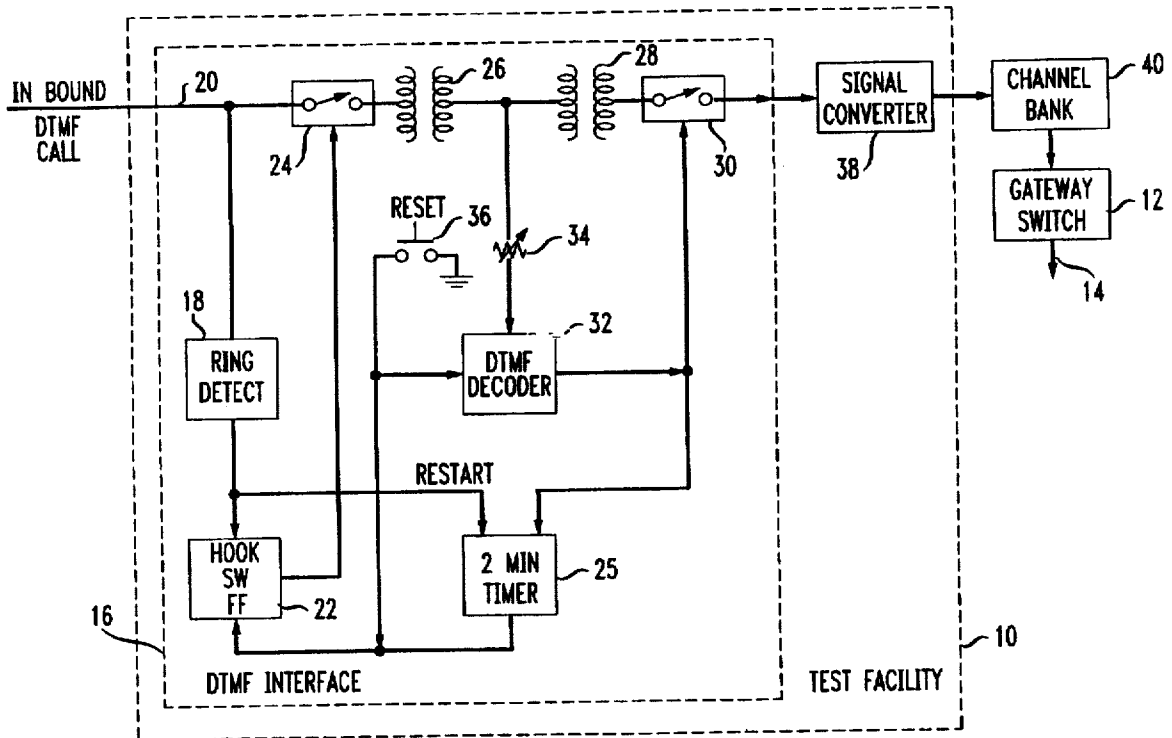 IN BOUND
DTMF
CALL
20
24
26
28
30
SIGNAL
CONVERTER
38
CHANNEL
BANK
40
GATEWAY
SWITCH
12
14
RESET
36
34
18
RING
DETECT
32
DTMF
DECODER
RESTART
HOOK
SW
FF
22
2 MIN
TIMER
25
16
10
DTMF INTERFACE
TEST FACILITY